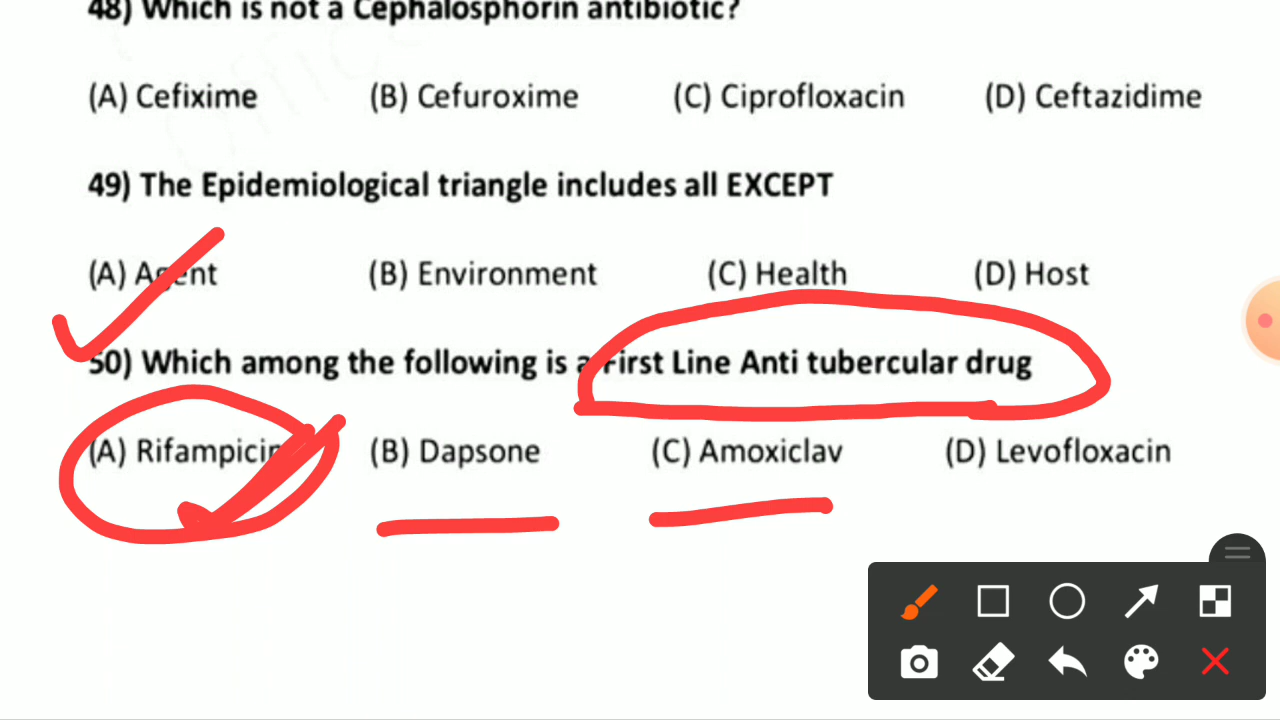 48) Which is not a Cephalosporin antibiotic?
(A) Cefixime (B) Cefuroxime (C) Ciprofloxacin (D) Ceftazidime
49) The Epidemiological triangle includes all EXCEPT
(A) Agent (B) Environment (C) Health (D) Host
50) Which among the following is a First Line Anti tubercular drug
(A) Rifampicin (B) Dapsone (C) Amoxiclav (D) Levofloxacin